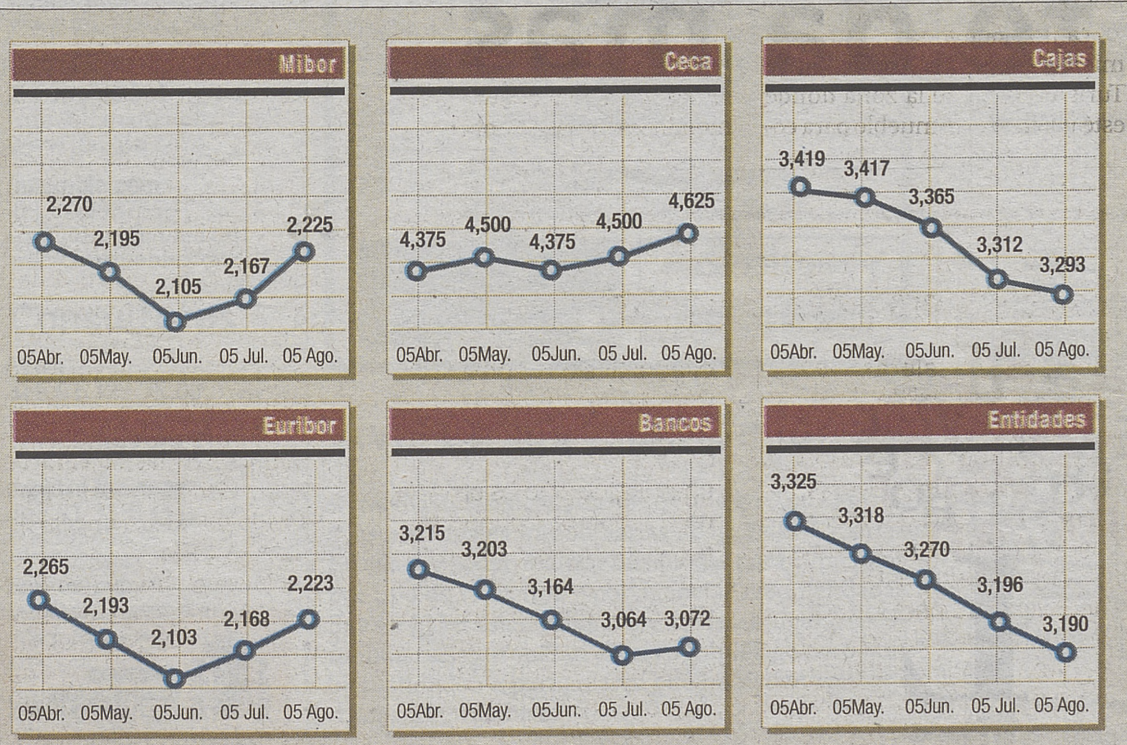 Mibor
2,270
2,195
2,105
2,167
2,225
05Abr. 05May. 05Jun. 05 Jul. 05 Ago.
Ceca
4,375
4,500
4,375
4,500
4,625
05Abr. 05May. 05Jun. 05 Jul. 05 Ago.
Cajas
3,419
3,417
3,365
3,312
3,293
05Abr. 05May. 05Jun. 05 Jul. 05 Ago.
Euribor
2,265
2,193
2,103
2,168
2,223
05Abr. 05May. 05Jun. 05 Jul. 05 Ago.
Bancos
3,215
3,203
3,164
3,064
3,072
05Abr. 05May. 05Jun. 05 Jul. 05 Ago.
Entidades
3,325
3,318
3,270
3,196
3,190
05Abr. 05May. 05Jun. 05 Jul. 05 Ago.